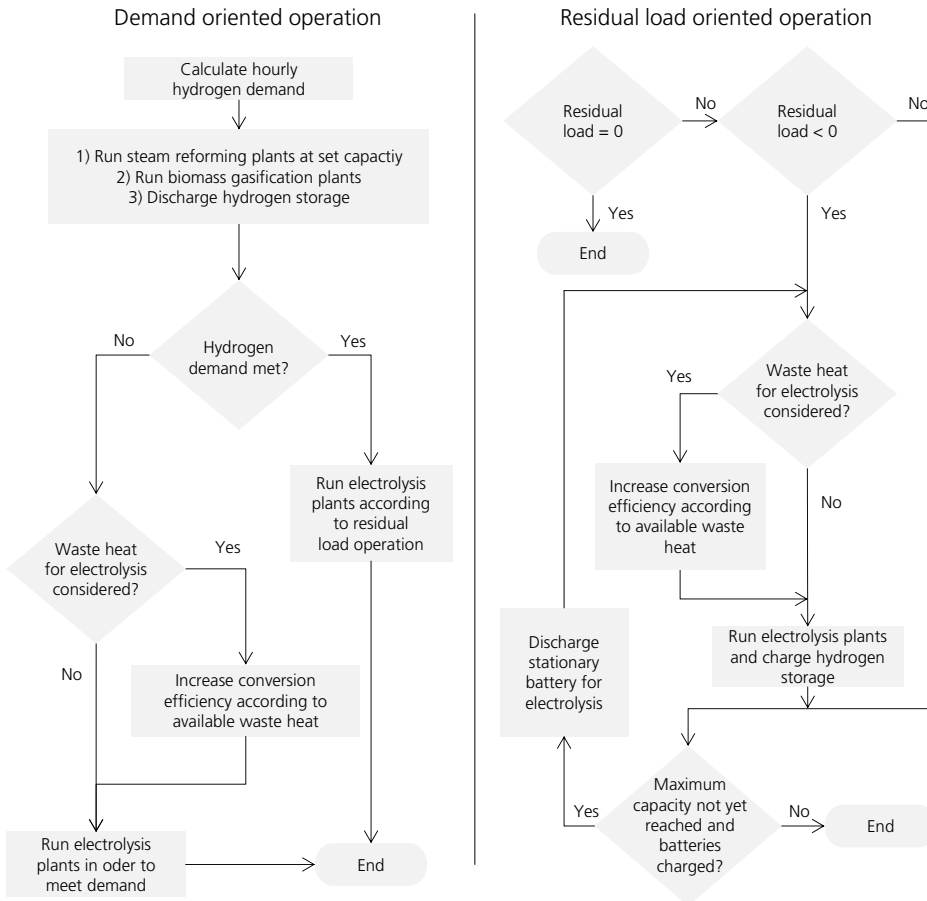 Demand oriented operation
Calculate hourly
hydrogen demand
1) Run steam reforming plants at set capactiy
2) Run biomass gasification plants
3) Discharge hydrogen storage
Hydrogen
demand met?
No
Yes
Waste heat
for electrolysis
considered?
Yes
No
Run electrolysis
plants according
to residual
load operation
Increase conversion
efficiency according to
available waste heat
Run electrolysis
plants in oder to
meet demand
End
Residual load oriented operation
Residual
load = 0
No
Residual
load < 0
No
Yes
End
Yes
Waste heat
for electrolysis
considered?
Yes
No
Increase conversion
efficiency according
to available waste
heat
Run electrolysis plants
and charge hydrogen
storage
Discharge
stationary
battery for
electrolysis
Maximum
capacity not yet
reached and
batteries
charged?
Yes
No
End